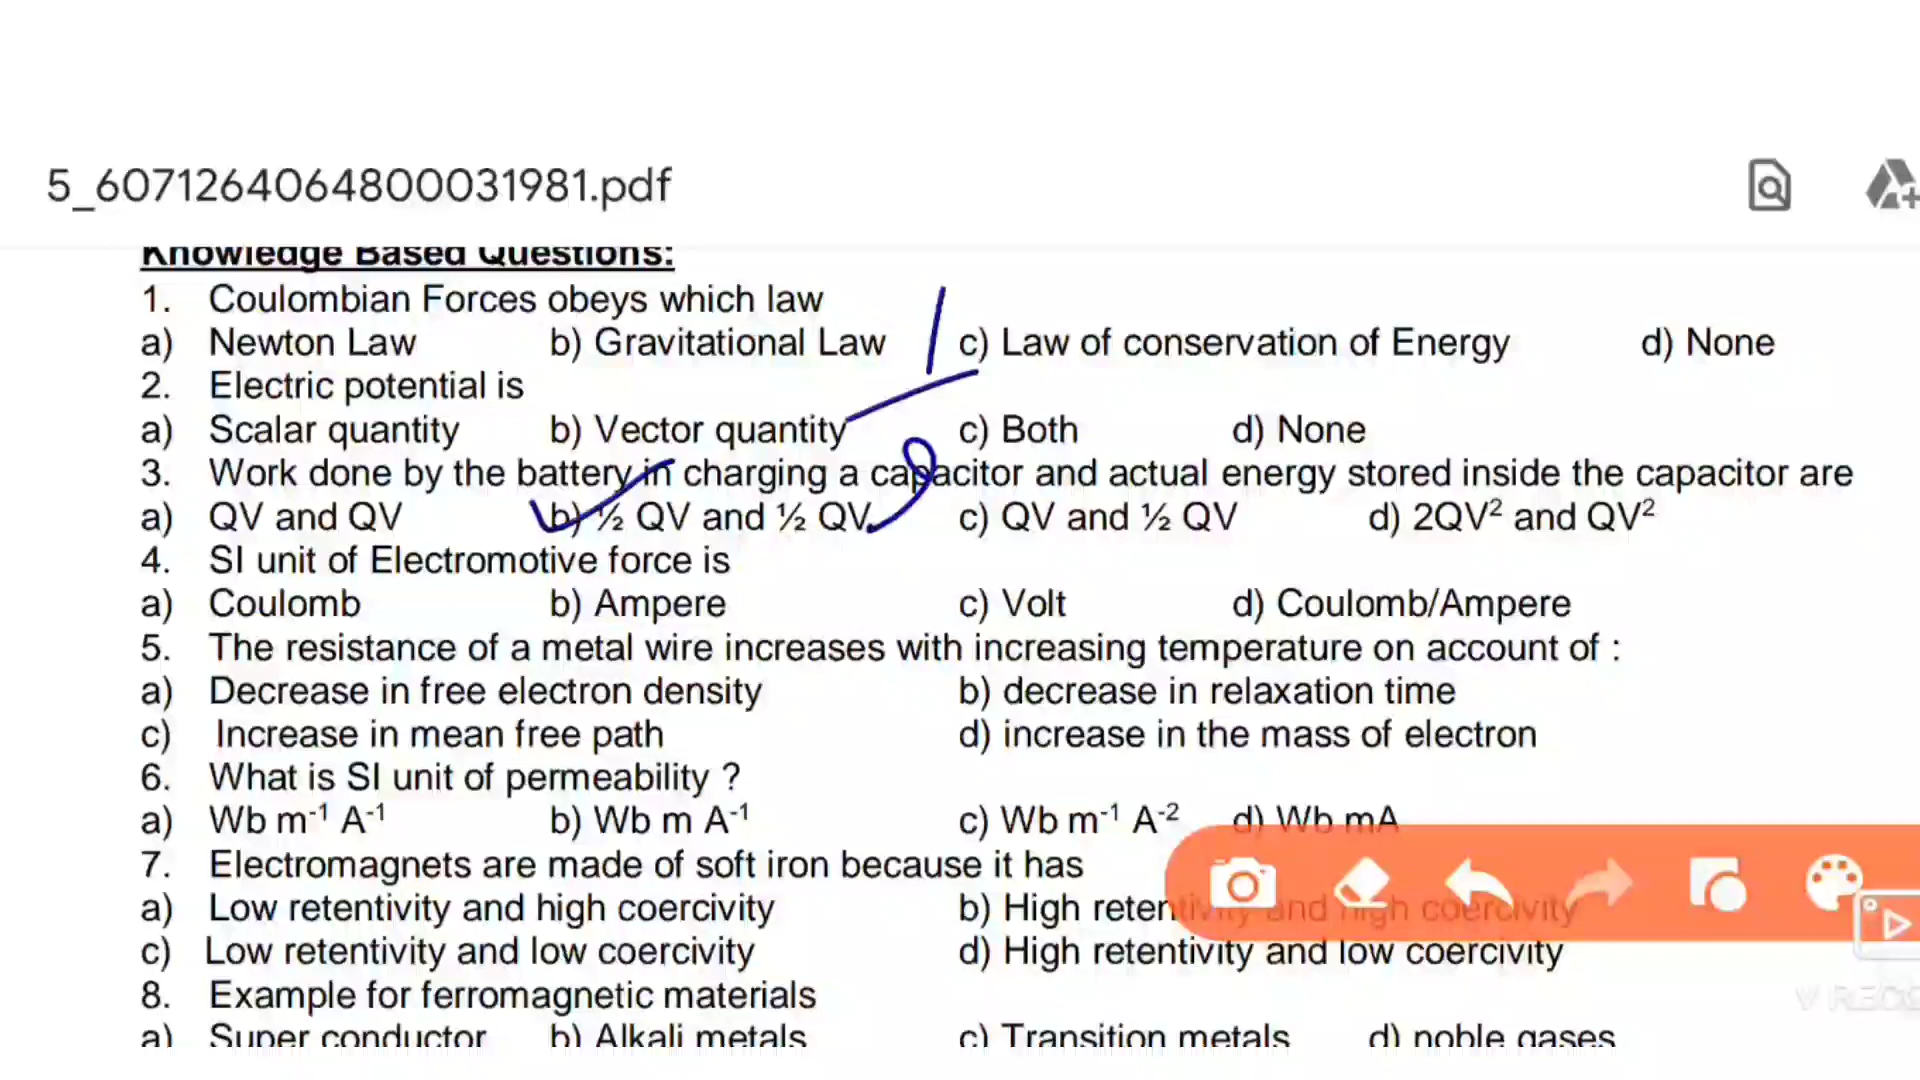 5_6071264064800031981.pdf
Knowledge Based Questions:
1. Coulombian Forces obeys which law
a) Newton Law b) Gravitational Law c) Law of conservation of Energy d) None
2. Electric potential is
a) Scalar quantity b) Vector quantity c) Both d) None
3. Work done by the battery in charging a capacitor and actual energy stored inside the capacitor are
a) QV and QV b) ½ QV and ½ QV c) QV and ½ QV d) 2QV² and QV²
4. SI unit of Electromotive force is
a) Coulomb b) Ampere c) Volt d) Coulomb/Ampere
5. The resistance of a metal wire increases with increasing temperature on account of :
a) Decrease in free electron density b) decrease in relaxation time
c) Increase in mean free path d) increase in the mass of electron
6. What is SI unit of permeability ?
a) Wb m⁻¹ A⁻¹ b) Wb m A⁻¹ c) Wb m⁻¹ A⁻² d) Wb mA
7. Electromagnets are made of soft iron because it has
a) Low retentivity and high coercivity b) High retentivity and high coercivity
c) Low retentivity and low coercivity d) High retentivity and low coercivity
8. Example for ferromagnetic materials
a) Super conductor b) Alkali metals c) Transition metals d) noble gases